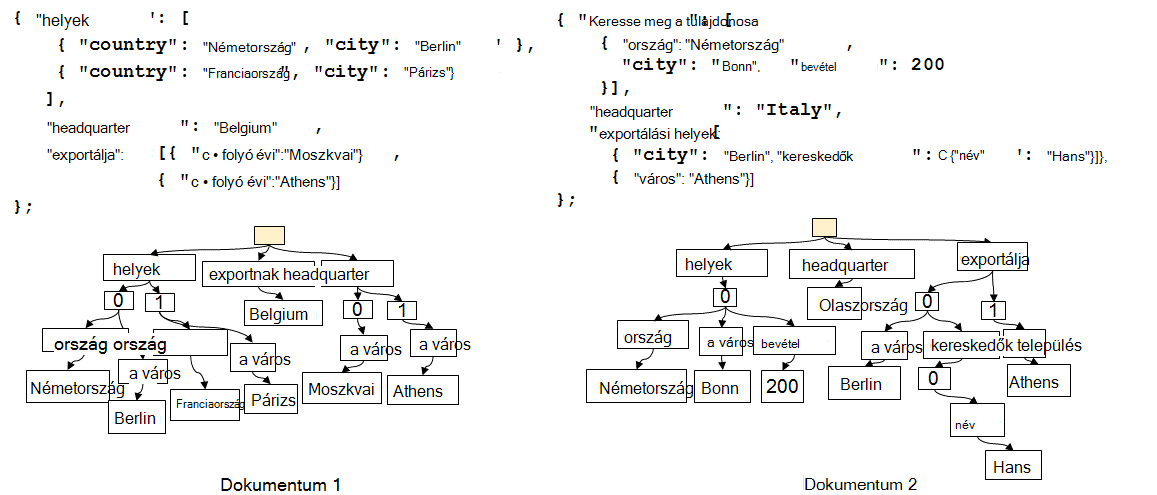 { "helyek ': [
{ "country": "Németország" , "city": "Berlin" ' },
{ "country": "Franciaország", "city": "Párizs"}
],
"headquarter ": "Belgium" ,
"exportálja": [{ "c • folyó évi":"Moszkvai"} ,
{ "c • folyó évi":"Athens"}]
};
helyek
exportnak headquarter
0
1
Belgium
0
1
ország ország
a város
a város
a város
a város
Németország
Berlin
Franciaország
Párizs
Moszkvai
Athens
Dokumentum 1
{ "Keresse meg a tulajdonosa ": [
{ "ország": "Németország" ,
"city": "Bonn", "bevétel ": 200
}],
"headquarter ": "Italy",
"exportálási helyek: [
{ "city": "Berlin", "kereskedők ": C {"név" ': "Hans"}]},
{ "város": "Athens"}]
};
helyek
headquarter
exportálja
0
Olaszország
0
1
ország
a város
bevétel
a város
kereskedők település
Németország
Bonn
200
Berlin
0
Athens
név
Hans
Dokumentum 2